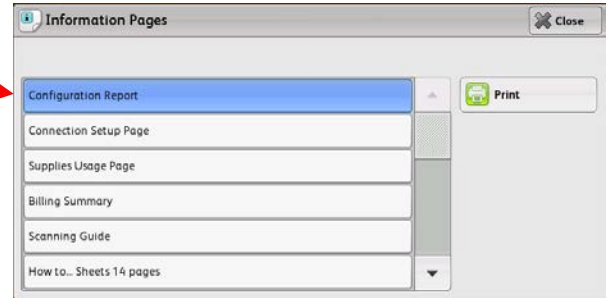 Information Pages
Close
Configuration Report
Print
Connection Setup Page
Supplies Usage Page
Billing Summary
Scanning Guide
How to... Sheets 14 pages